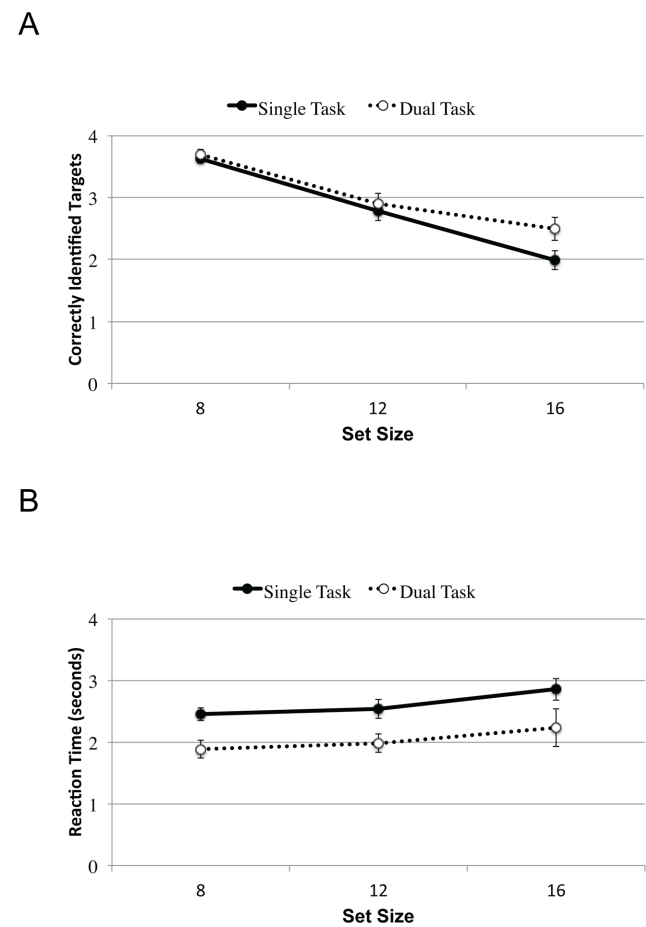 A
Single Task Dual Task
4
3
2
1
0
Correctly Identified Targets
8 12 16
Set Size
B
Single Task Dual Task
4
3
2
1
0
Reaction Time (seconds)
8 12 16
Set Size